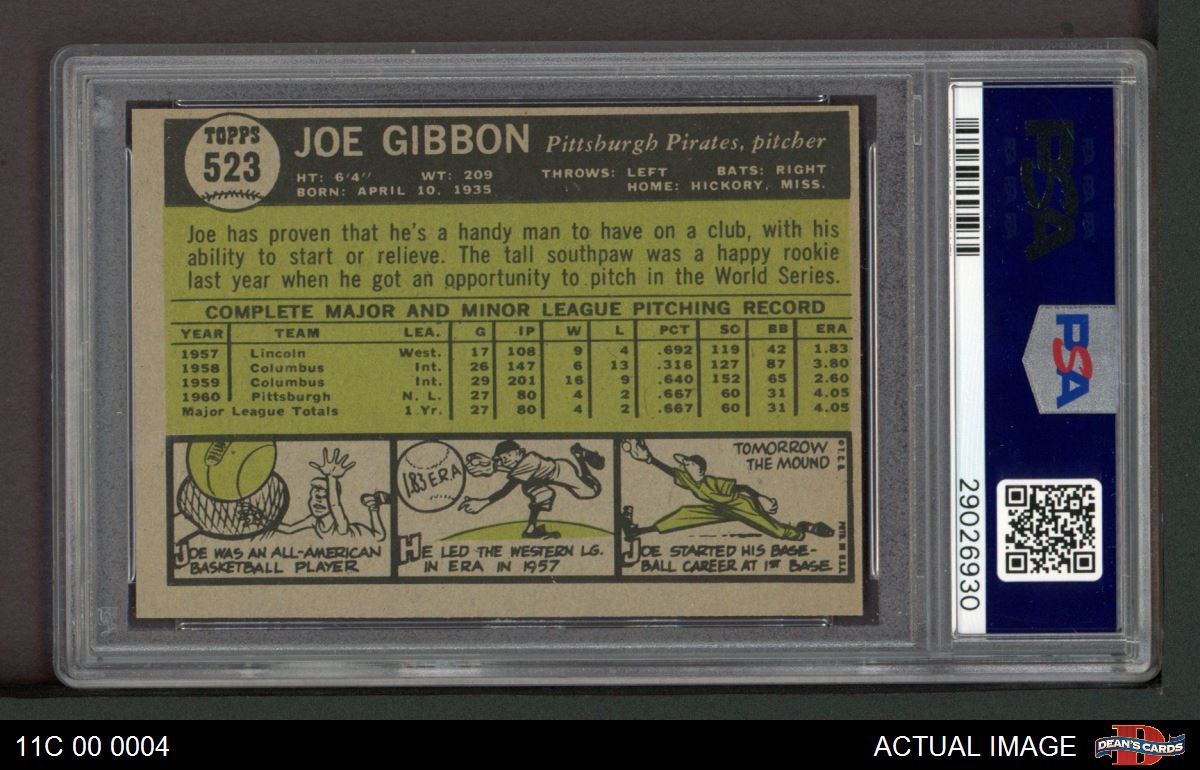 TOPPS
523
JOE GIBBON Pittsburgh Pirates, pitcher
HT: 6'4" WT: 209 THROWS: LEFT BATS: RIGHT
BORN: APRIL 10, 1935 HOME: HICKORY, MISS.
Joe has proven that he's a handy man to have on a club, with his
ability to start or relieve. The tall southpaw was a happy rookie
last year when he got an opportunity to pitch in the World Series.
COMPLETE MAJOR AND MINOR LEAGUE PITCHING RECORD
YEAR TEAM LEA. G IP W L PCT SO BB ERA
1957 Lincoln West. 17 108 9 4 .692 119 42 1.83
1958 Columbus Int. 26 147 6 13 .316 127 87 3.80
1959 Columbus Int. 29 201 16 9 .640 152 65 2.60
1960 Pittsburgh N. L. 27 80 4 2 .667 60 31 4.05
Major League Totals 1 Yr. 27 80 4 2 .667 60 31 4.05
JOE WAS AN ALL-AMERICAN
BASKETBALL PLAYER
1.83 E.R.A.
HE LED THE WESTERN LG.
IN ERA IN 1957
TOMORROW
THE MOUND
JOE STARTED HIS BASE-
BALL CAREER AT 1ST BASE
© T.C.G.
PRTD. IN U.S.A.
PSA
PSA
29026930
11C 00 0004
ACTUAL IMAGE
DEAN'S CARDS